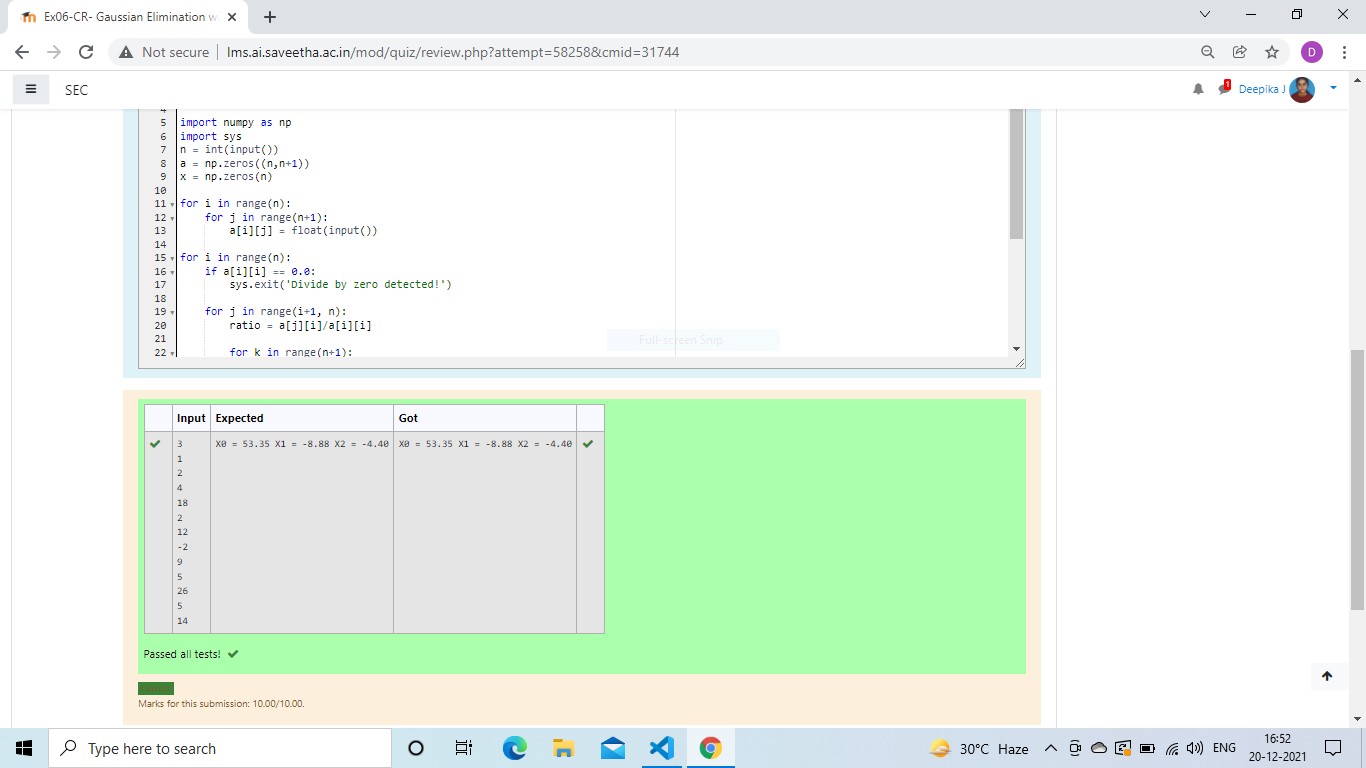 Ex06-CR- Gaussian Elimination w
Not secure
lms.ai.saveetha.ac.in/mod/quiz/review.php?attempt=58258&cmid=31744
D
SEC
1
Deepika J
4
5 import numpy as np
6 import sys
7 n = int(input())
8 a = np.zeros((n,n+1))
9 x = np.zeros(n)
10
11 for i in range(n):
12 for j in range(n+1):
13 a[i][j] = float(input())
14
15 for i in range(n):
16 if a[i][i] == 0.0:
17 sys.exit('Divide by zero detected!')
18
19 for j in range(i+1, n):
20 ratio = a[j][i]/a[i][i]
21
22 for k in range(n+1):
Full-screen Snip
Input Expected Got
3 X0 = 53.35 X1 = -8.88 X2 = -4.40 X0 = 53.35 X1 = -8.88 X2 = -4.40
1
2
4
18
2
12
-2
9
5
26
5
14
Passed all tests!
Marks for this submission: 10.00/10.00.
Type here to search
30°C Haze
ENG
16:52
20-12-2021